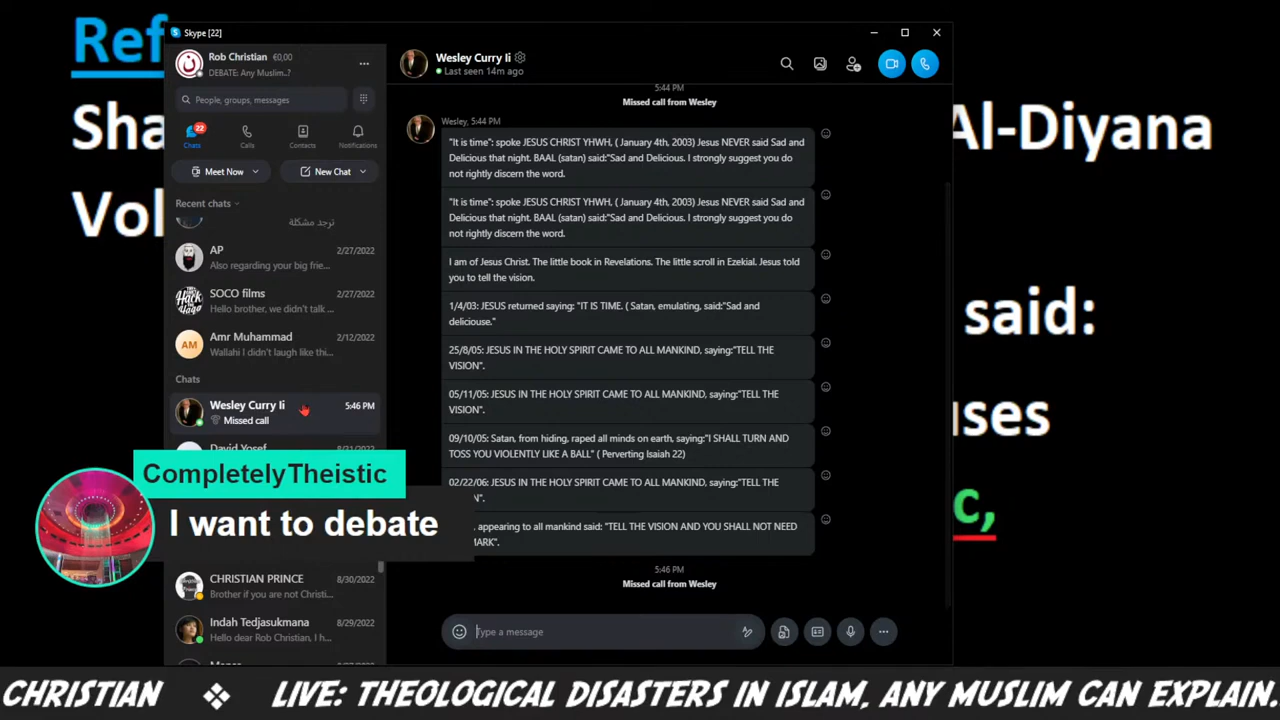 Ref
Sha
Al-Diyana
Vol
said:
uses
c,
Skype [22]
Rob Christian €0,00
DEBATE: Any Muslim..?
People, groups, messages
22
Chats
Calls
Contacts
Notifications
Meet Now
New Chat
Recent chats
نرجد مشكلة
AP 2/27/2022
Also regarding your big frie...
SOCO films 2/27/2022
Hello brother, we didn't talk ...
AM
Amr Muhammad 2/12/2022
Wallahi I didn't laugh like thi...
Chats
Wesley Curry Ii 5:46 PM
Missed call
David Yosef
CHRISTIAN PRINCE 8/30/2022
Brother if you are not Christi...
Indah Tedjasukmana 8/29/2022
Hello dear Rob Christian, I h...
Wesley Curry Ii
Last seen 14m ago
5:44 PM
Missed call from Wesley
Wesley, 5:44 PM
"It is time": spoke JESUS CHRIST YHWH, ( January 4th, 2003) Jesus NEVER said Sad and
Delicious that night. BAAL (satan) said:"Sad and Delicious. I strongly suggest you do
not rightly discern the word.
"It is time": spoke JESUS CHRIST YHWH, ( January 4th, 2003) Jesus NEVER said Sad and
Delicious that night. BAAL (satan) said:"Sad and Delicious. I strongly suggest you do
not rightly discern the word.
I am of Jesus Christ. The little book in Revelations. The little scroll in Ezekial. Jesus told
you to tell the vision.
1/4/03: JESUS returned saying: "IT IS TIME. ( Satan, emulating, said:"Sad and
deliciouse."
25/8/05: JESUS IN THE HOLY SPIRIT CAME TO ALL MANKIND, saying:"TELL THE
VISION".
05/11/05: JESUS IN THE HOLY SPIRIT CAME TO ALL MANKIND, saying:"TELL THE
VISION".
09/10/05: Satan, from hiding, raped all minds on earth, saying:"I SHALL TURN AND
TOSS YOU VIOLENTLY LIKE A BALL" ( Perverting Isaiah 22)
02/22/06: JESUS IN THE HOLY SPIRIT CAME TO ALL MANKIND, saying:"TELL THE
N".
appearing to all mankind said: "TELL THE VISION AND YOU SHALL NOT NEED
MARK".
5:46 PM
Missed call from Wesley
Type a message
CompletelyTheistic
I want to debate
CHRISTIAN ❖ LIVE: THEOLOGICAL DISASTERS IN ISLAM, ANY MUSLIM CAN EXPLAIN.